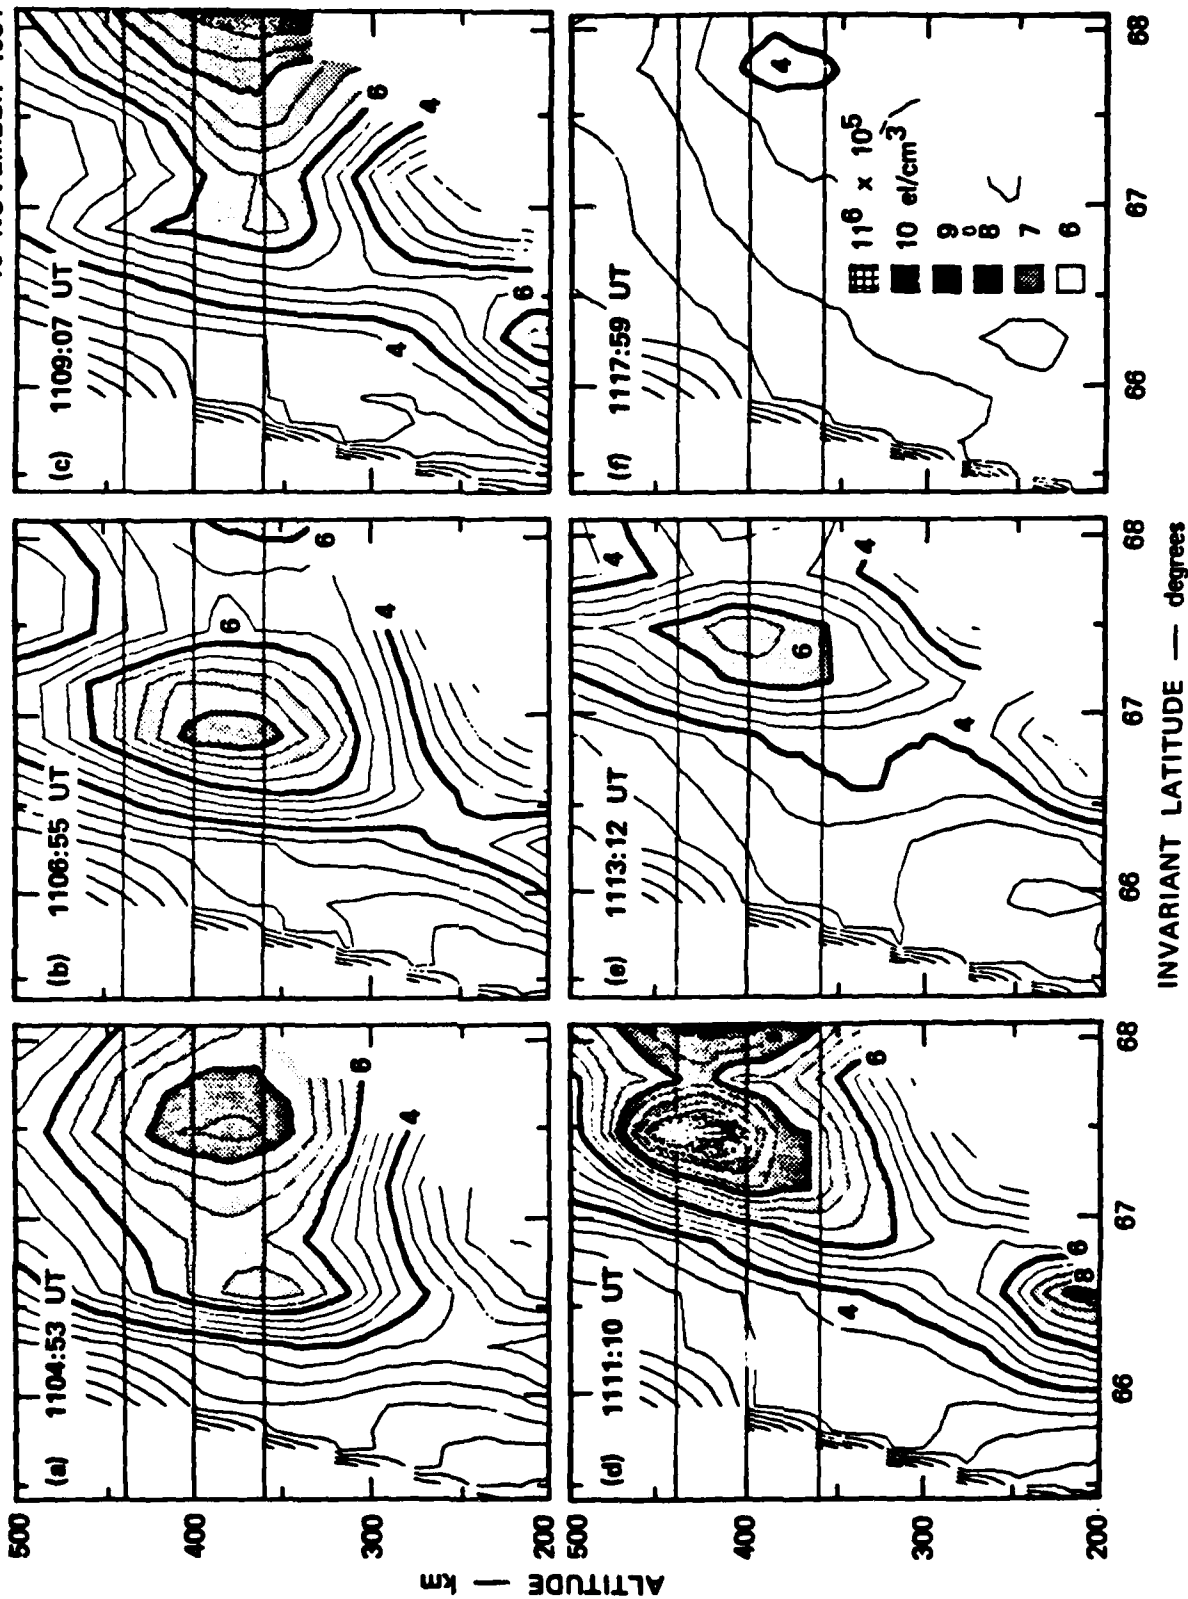 (a) 1104:53 UT
6
4
(b) 1106:55 UT
6
6
4
(c) 1109:07 UT
6
4
4
6
(d) 1111:10 UT
6
4
6
8
(e) 1113:12 UT
4
6
4
4
(f) 1117:59 UT
4
11⁶ × 10⁵
10 el/cm³
9
8
7
6
500
400
300
200
500
400
300
200
ALTITUDE — km
66 67 68 66 67 68 66 67 68
INVARIANT LATITUDE — degrees